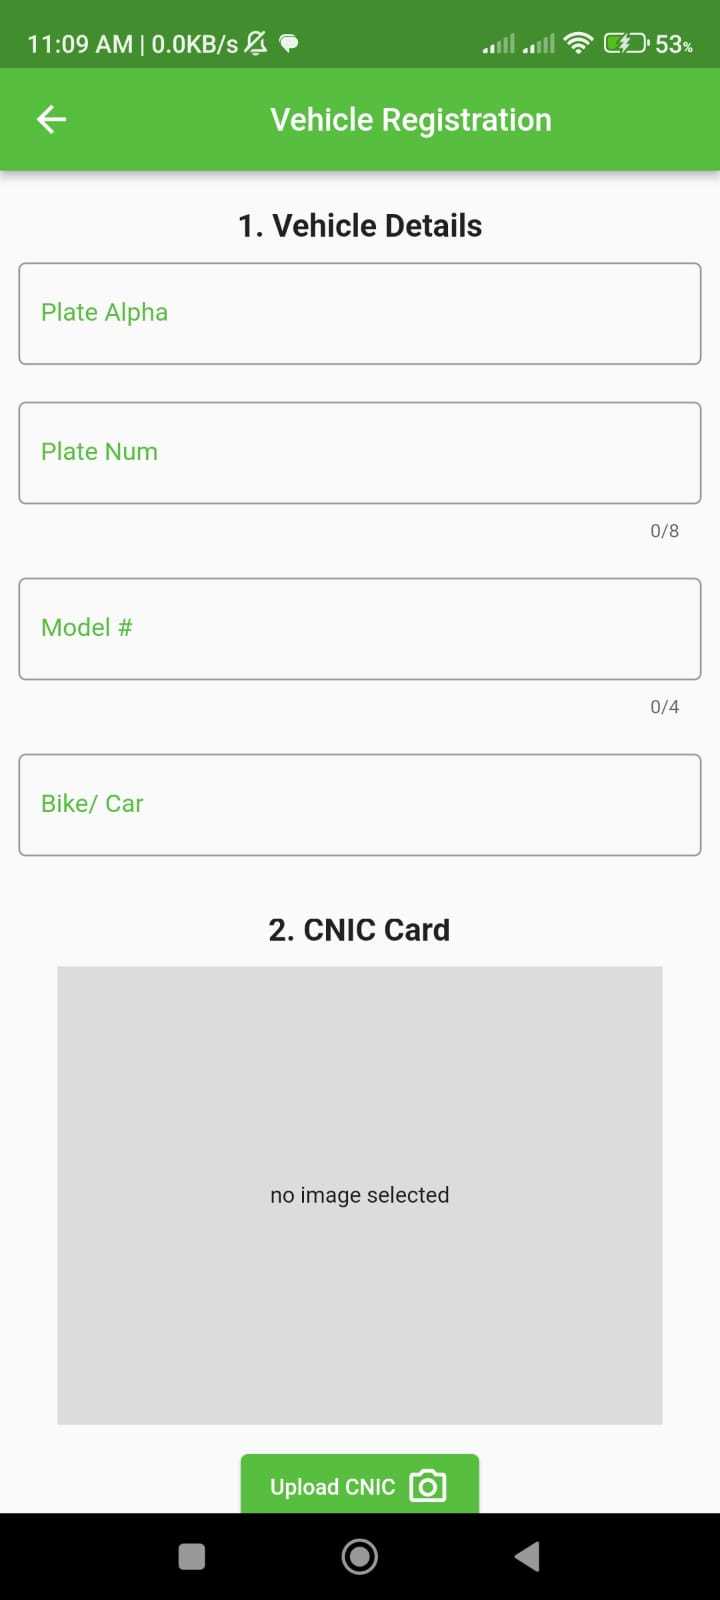 11:09 AM | 0.0KB/s 53%
Vehicle Registration
1. Vehicle Details
Plate Alpha
Plate Num
0/8
Model #
0/4
Bike/ Car
2. CNIC Card
no image selected
Upload CNIC